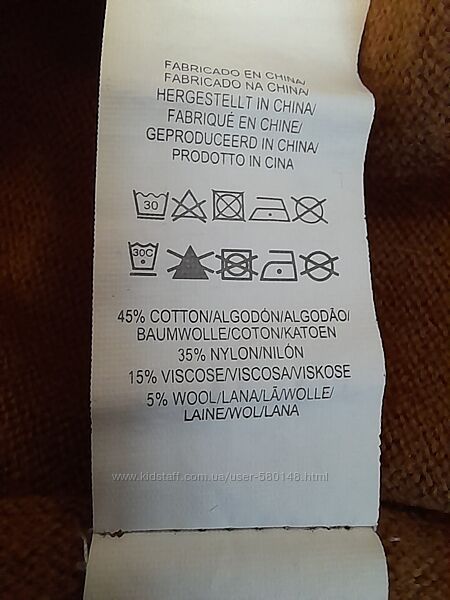 FABRICADO EN CHINA/
FABRICADO NA CHINA/
HERGESTELLT IN CHINA/
FABRIQUÉ EN CHINE/
GEPRODUCEERD IN CHINA/
PRODOTTO IN CINA
30
30C
45% COTTON/ALGODÓN/ALGODÃO/
BAUMWOLLE/COTON/KATOEN
35% NYLON/NILÓN
15% VISCOSE/VISCOSA/VISKOSE
5% WOOL/LANA/LÃ/WOLLE/
LAINE/WOL/LANA
www.kidstaff.com.ua/user-580148.html